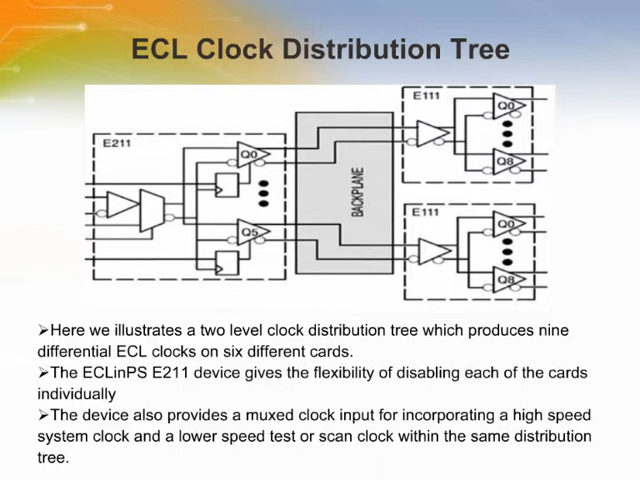 ECL Clock Distribution Tree
E211
Q0
Q5
BACKPLANE
E111
Q0
Q8
E111
Q0
Q8
➢Here we illustrates a two level clock distribution tree which produces nine
differential ECL clocks on six different cards.
➢The ECLinPS E211 device gives the flexibility of disabling each of the cards
individually
➢The device also provides a muxed clock input for incorporating a high speed
system clock and a lower speed test or scan clock within the same distribution
tree.